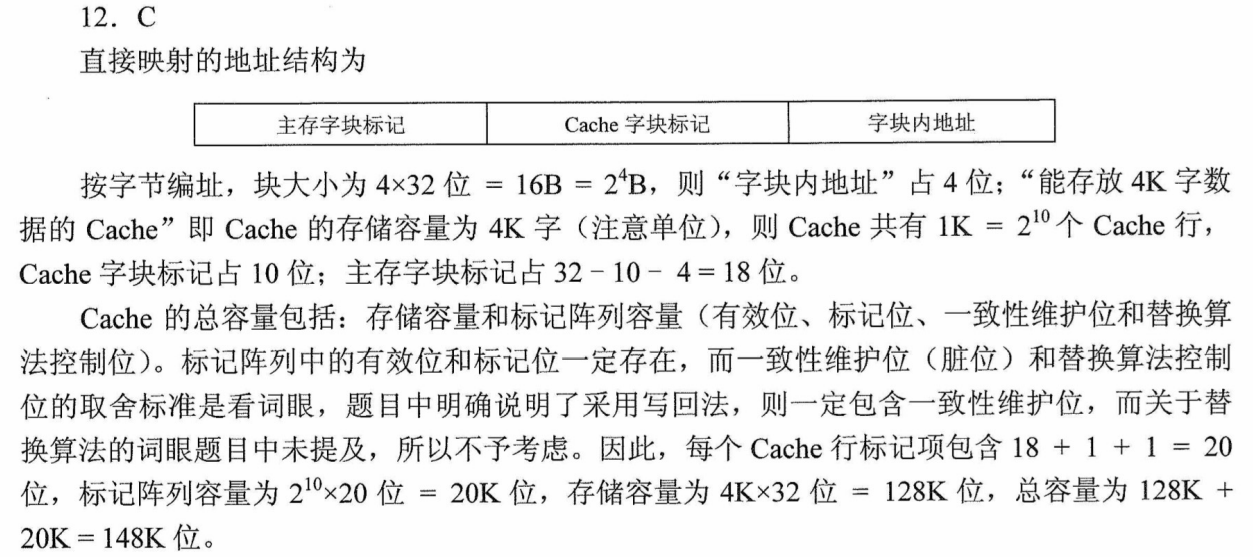 12．C
直接映射的地址结构为
主存字块标记 Cache 字块标记 字块内地址
按字节编址，块大小为 4×32 位 = 16B = 2⁴B，则“字块内地址”占 4 位；“能存放 4K 字数
据的 Cache”即 Cache 的存储容量为 4K 字（注意单位），则 Cache 共有 1K = 2¹⁰个 Cache 行，
Cache 字块标记占 10 位；主存字块标记占 32－10－ 4 = 18 位。
Cache 的总容量包括：存储容量和标记阵列容量（有效位、标记位、一致性维护位和替换算
法控制位）。标记阵列中的有效位和标记位一定存在，而一致性维护位（脏位）和替换算法控制
位的取舍标准是看词眼，题目中明确说明了采用写回法，则一定包含一致性维护位，而关于替
换算法的词眼题目中未提及，所以不予考虑。因此，每个 Cache 行标记项包含 18 + 1 + 1 = 20
位，标记阵列容量为 2¹⁰×20 位 = 20K 位，存储容量为 4K×32 位 = 128K 位，总容量为 128K +
20K = 148K 位。